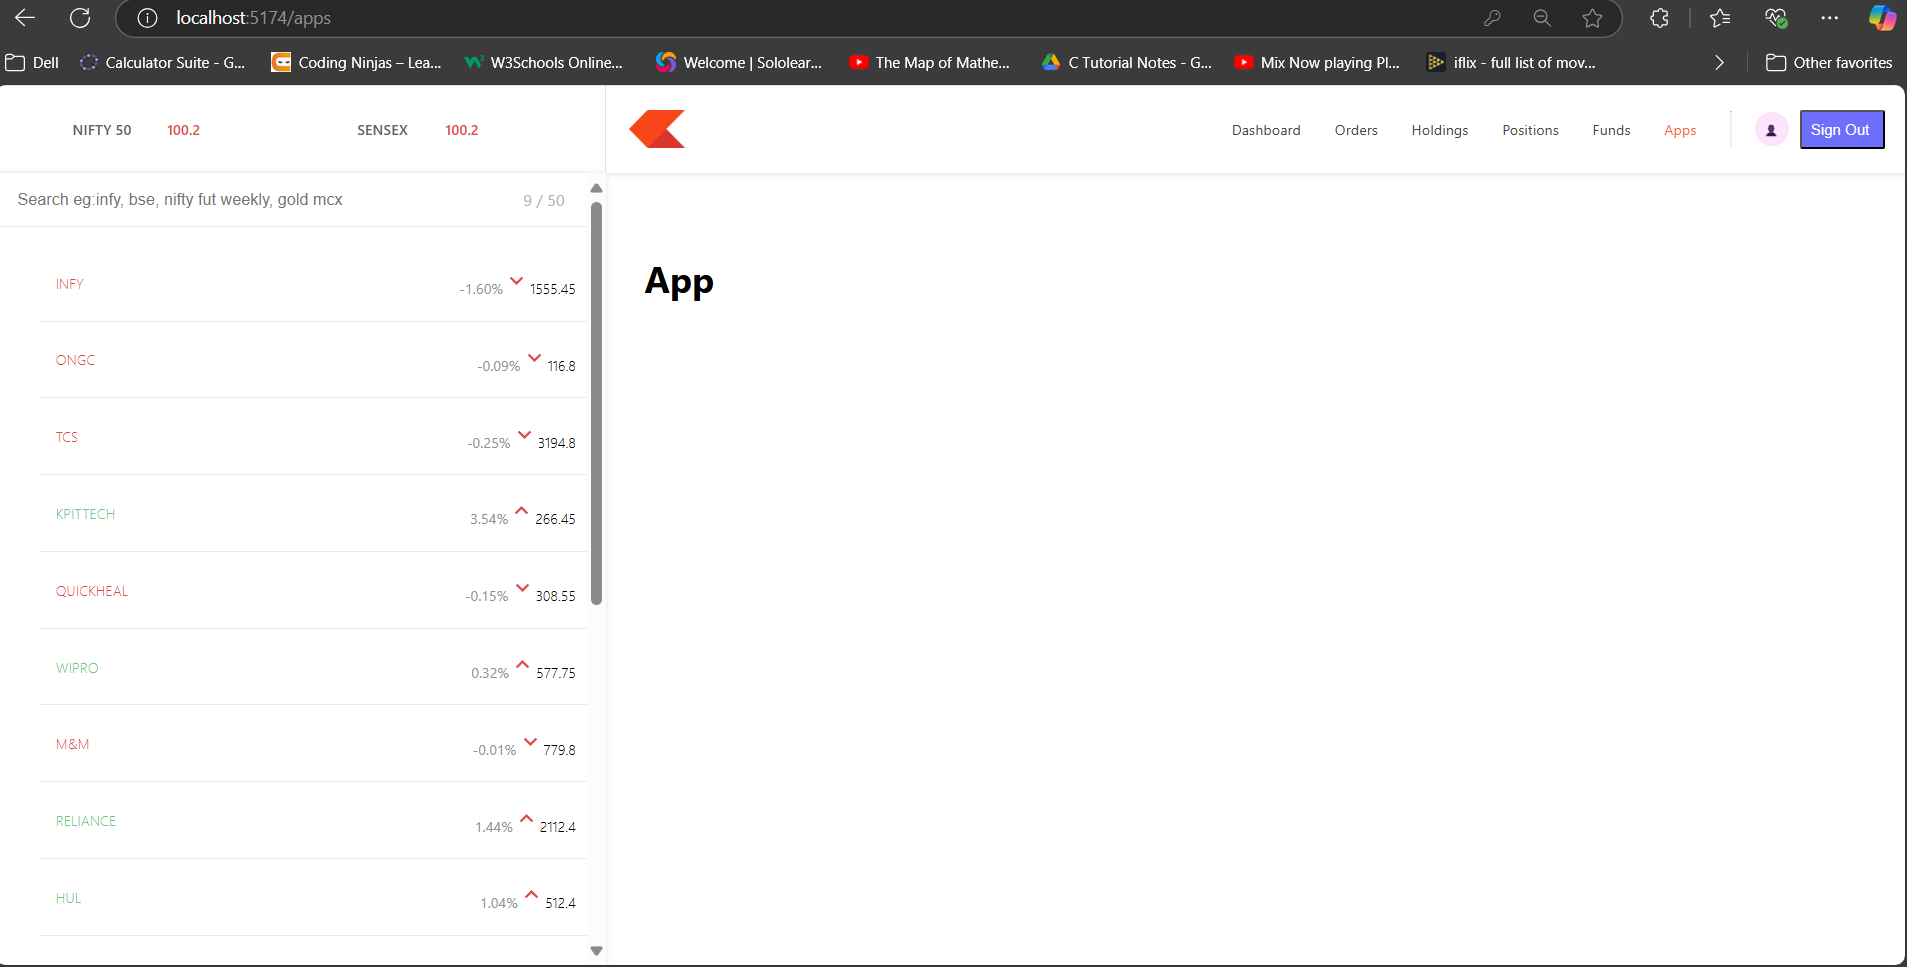 localhost:5174/apps
Dell
Calculator Suite - G...
Coding Ninjas – Lea...
W3Schools Online...
Welcome | Sololear...
The Map of Mathe...
C Tutorial Notes - G...
Mix Now playing Pl...
iflix - full list of mov...
Other favorites
NIFTY 50 100.2 SENSEX 100.2
Dashboard Orders Holdings Positions Funds Apps Sign Out
Search eg:infy, bse, nifty fut weekly, gold mcx 9 / 50
App
INFY -1.60% 1555.45
ONGC -0.09% 116.8
TCS -0.25% 3194.8
KPITTECH 3.54% 266.45
QUICKHEAL -0.15% 308.55
WIPRO 0.32% 577.75
M&M -0.01% 779.8
RELIANCE 1.44% 2112.4
HUL 1.04% 512.4